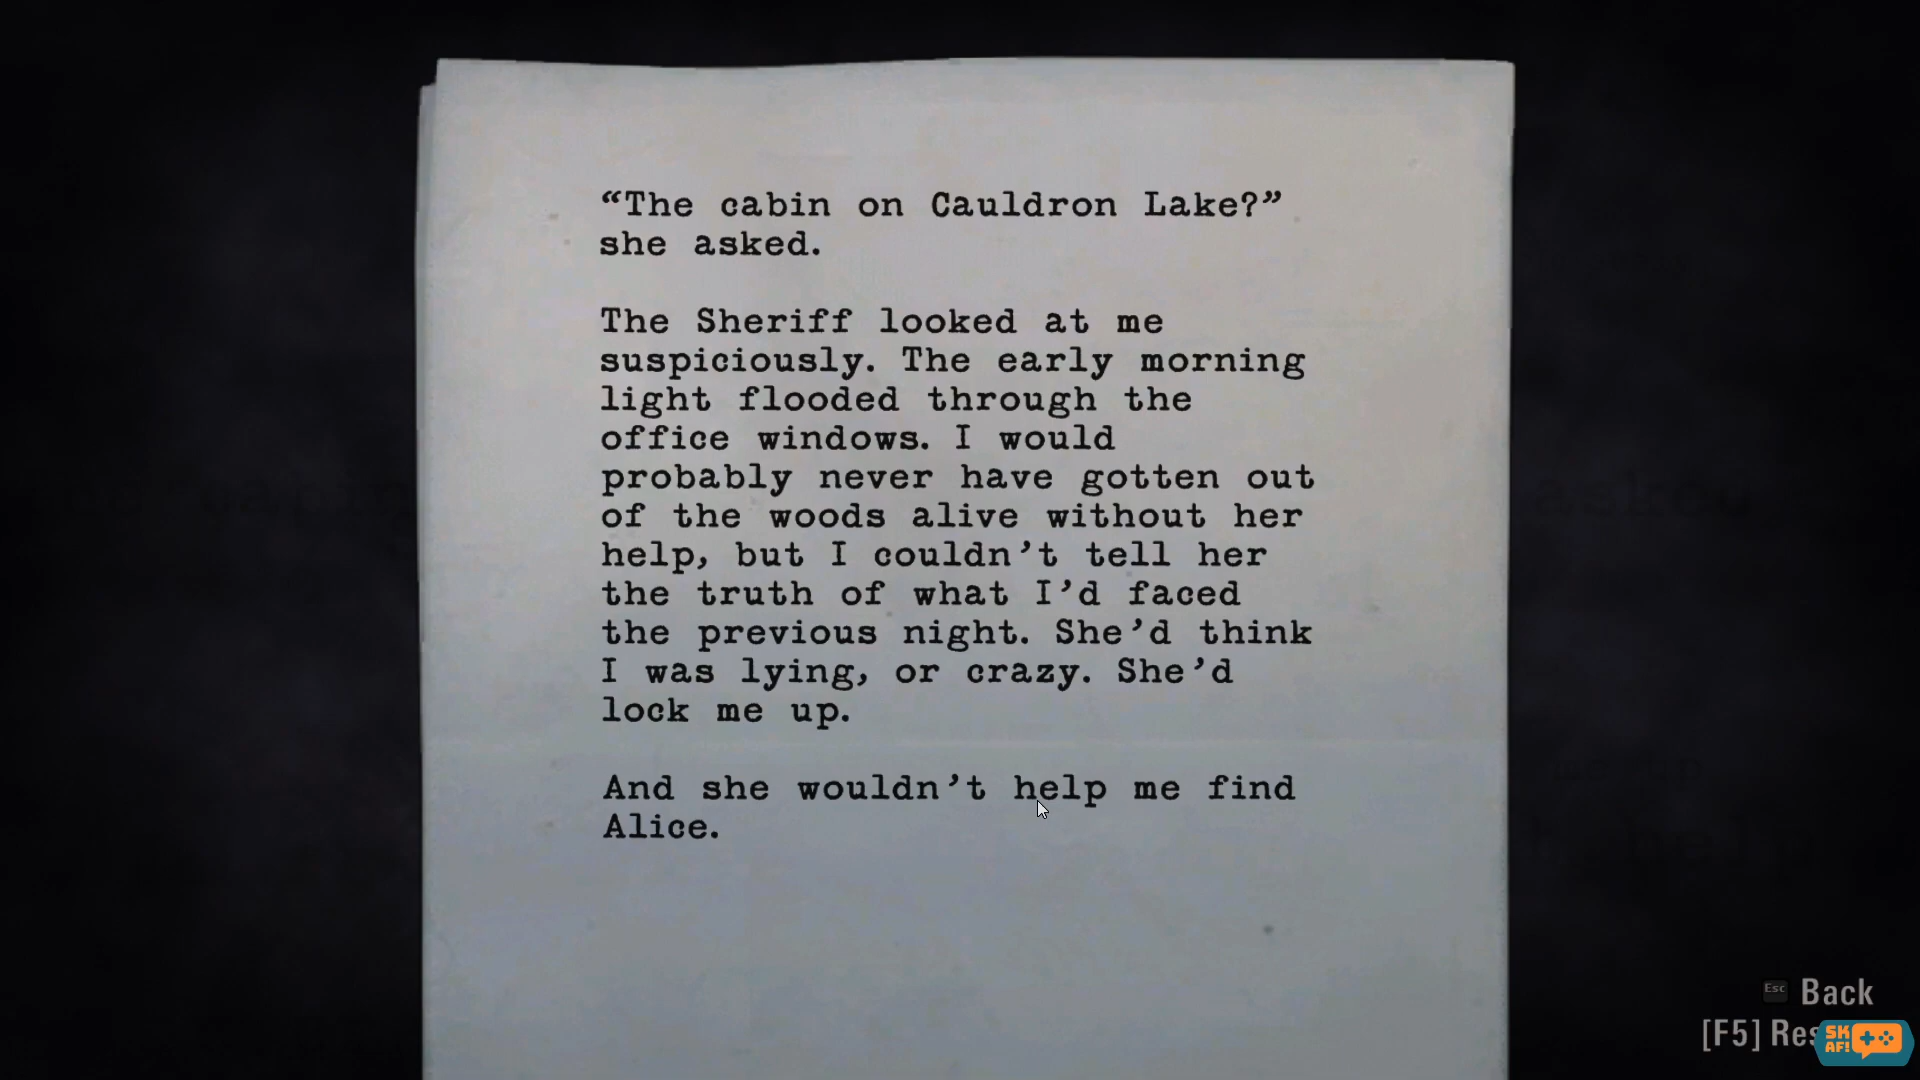 “The cabin on Cauldron Lake?”
she asked.
The Sheriff looked at me
suspiciously. The early morning
light flooded through the
office windows. I would
probably never have gotten out
of the woods alive without her
help, but I couldn’t tell her
the truth of what I’d faced
the previous night. She’d think
I was lying, or crazy. She’d
lock me up.
And she wouldn’t help me find
Alice.
Esc Back
[F5] Res
SK
AF!